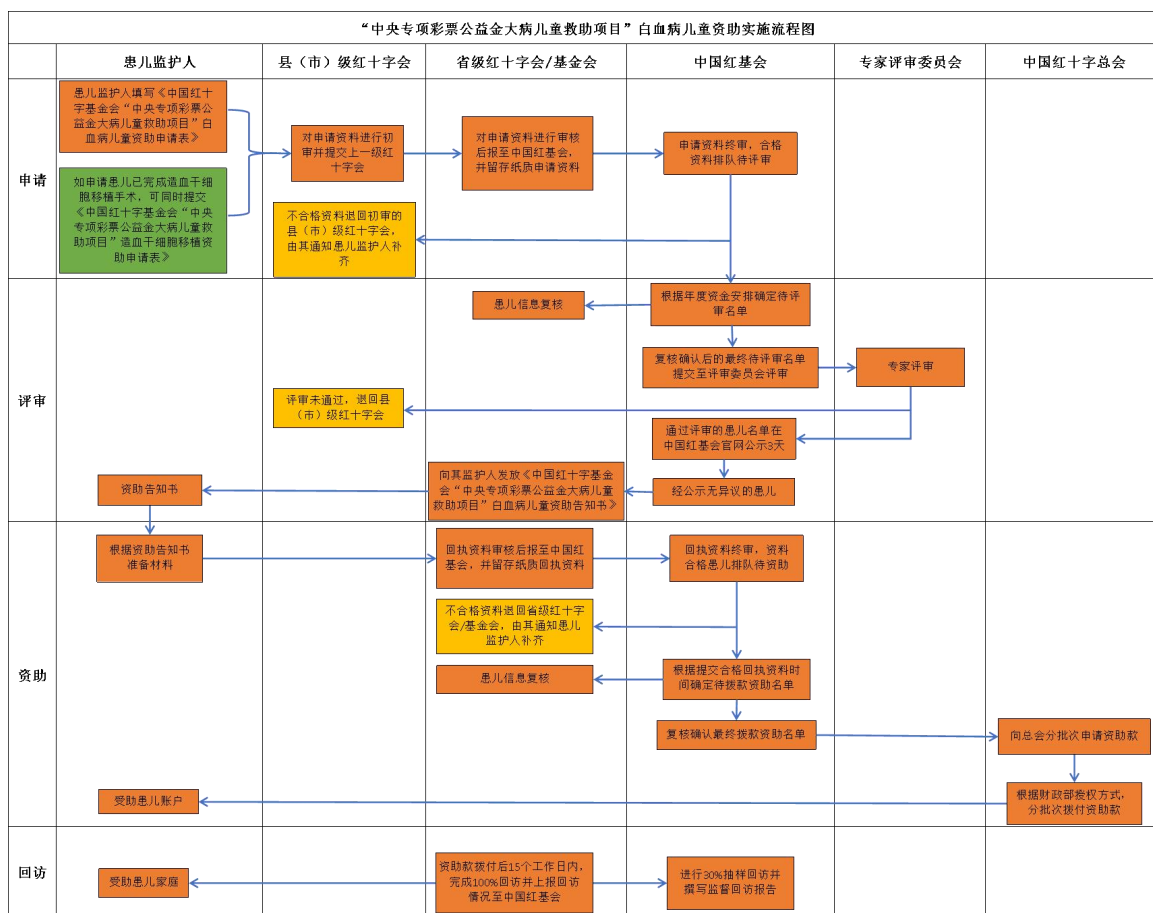 “中央专项彩票公益金大病儿童救助项目”白血病儿童资助实施流程图
患儿监护人
县（市）级红十字会
省级红十字会/基金会
中国红基会
专家评审委员会
中国红十字总会
申请
患儿监护人填写《中国红十
字基金会“中央专项彩票公
益金大病儿童救助项目”白
血病儿童资助申请表》
对申请资料进行初
审并提交上一级红
十字会
对申请资料进行审核
后报至中国红基会，
并留存纸质申请资料
申请资料终审，合格
资料排队待评审
如申请患儿已完成造血干细
胞移植手术，可同时提交
《中国红十字基金会“中央
专项彩票公益金大病儿童救
助项目”造血干细胞移植资
助申请表》
不合格资料退回初审的
县（市）级红十字会，
由其通知患儿监护人补
齐
评审
患儿信息复核
根据年度资金安排确定待评
审名单
复核确认后的最终待评审名单
提交至评审委员会评审
专家评审
评审未通过，退回县
（市）级红十字会
通过评审的患儿名单在
中国红基会官网公示3天
资助告知书
向其监护人发放《中国红十字基金
会“中央专项彩票公益金大病儿童
救助项目”白血病儿童资助告知书》
经公示无异议的患儿
资助
根据资助告知书
准备材料
回执资料审核后报至中国红
基会，并留存纸质回执资料
回执资料终审，资料
合格患儿排队待资助
不合格资料退回省级红十字
会/基金会，由其通知患儿
监护人补齐
患儿信息复核
根据提交合格回执资料时
间确定待拨款资助名单
复核确认最终拨款资助名单
向总会分批次申请资助款
受助患儿账户
根据财政部授权方式，
分批次拨付资助款
回访
受助患儿家庭
资助款拨付后15个工作日内，
完成100%回访并上报回访
情况至中国红基会
进行30%抽样回访并
撰写监督回访报告